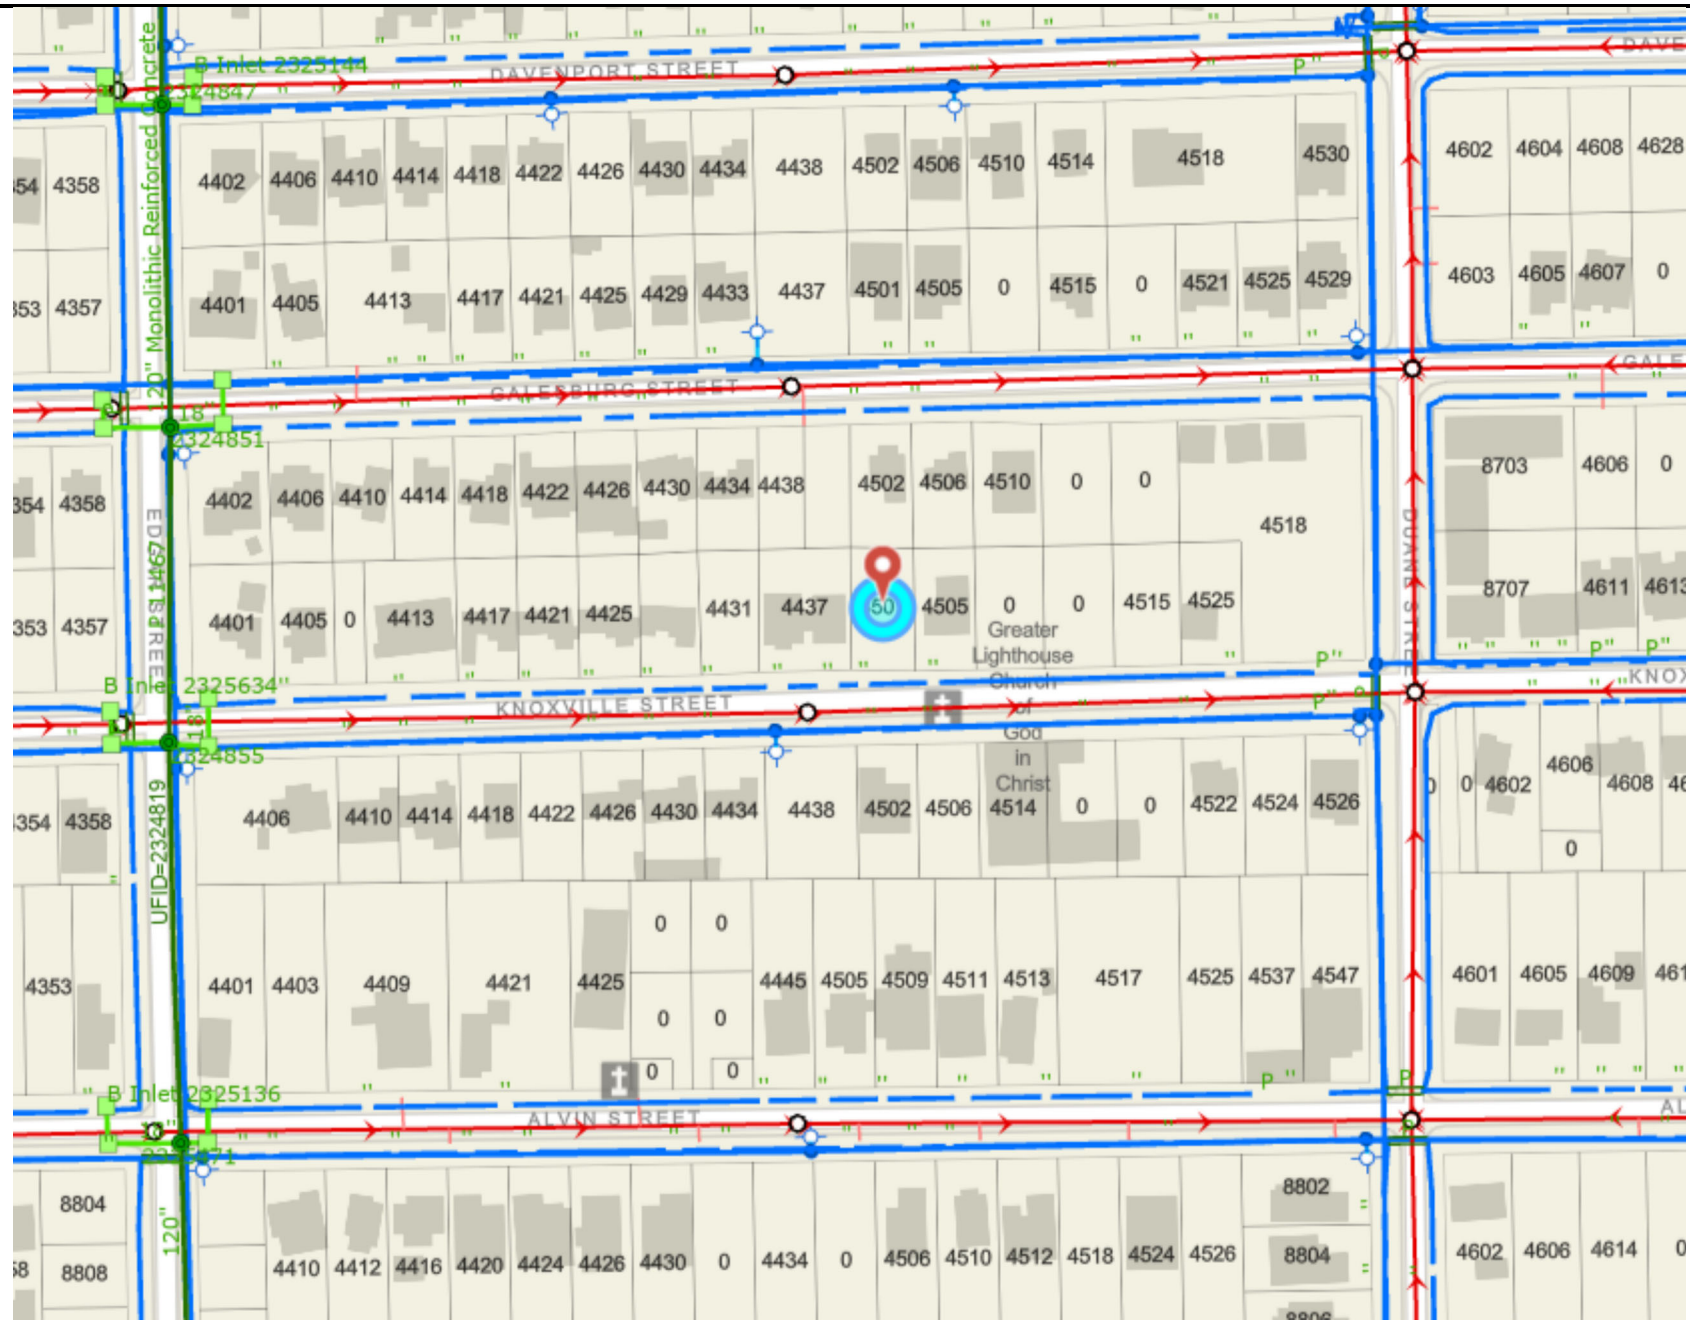 B Inlet 2325144
DAVENPORT STREET
DAVE
2324847
4358 4402 4406 4410 4414 4418 4422 4426 4430 4434 4438 4502 4506 4510 4514 4518 4530 4602 4604 4608 4628
120" Monolithic Reinforced Concrete
4357 4401 4405 4413 4417 4421 4425 4429 4433 4437 4501 4505 0 4515 0 4521 4525 4529 4603 4605 4607 0
GALESBURG STREET
GALE
18"
2324851
354 4358 4402 4406 4410 4414 4418 4422 4426 4430 4434 4438 4502 4506 4510 0 0 4518 8703 4606 0
DUANE STREET
353 4357 4401 4405 0 4413 4417 4421 4425 4431 4437 50 4505 0 0 4515 4525 8707 4611 4613
Greater
Lighthouse
Church
of
God
in
Christ
B Inlet 2325634"
KNOXVILLE STREET
KNOX
P"
UFID=2324819
4354 4358 4406 4410 4414 4418 4422 4426 4430 4434 4438 4502 4506 4514 0 0 4522 4524 4526 0 4602 4606 4608
0
0 0
4353 4401 4403 4409 4421 4425 4445 4505 4509 4511 4513 4517 4525 4537 4547 4601 4605 4609
0 0
0 0
B Inlet 2325136
ALVIN STREET
AL
P"
P
120"
8804 8802
8808 4410 4412 4416 4420 4424 4426 4430 0 4434 0 4506 4510 4512 4518 4524 4526 8804 4602 4606 4614 0
8806